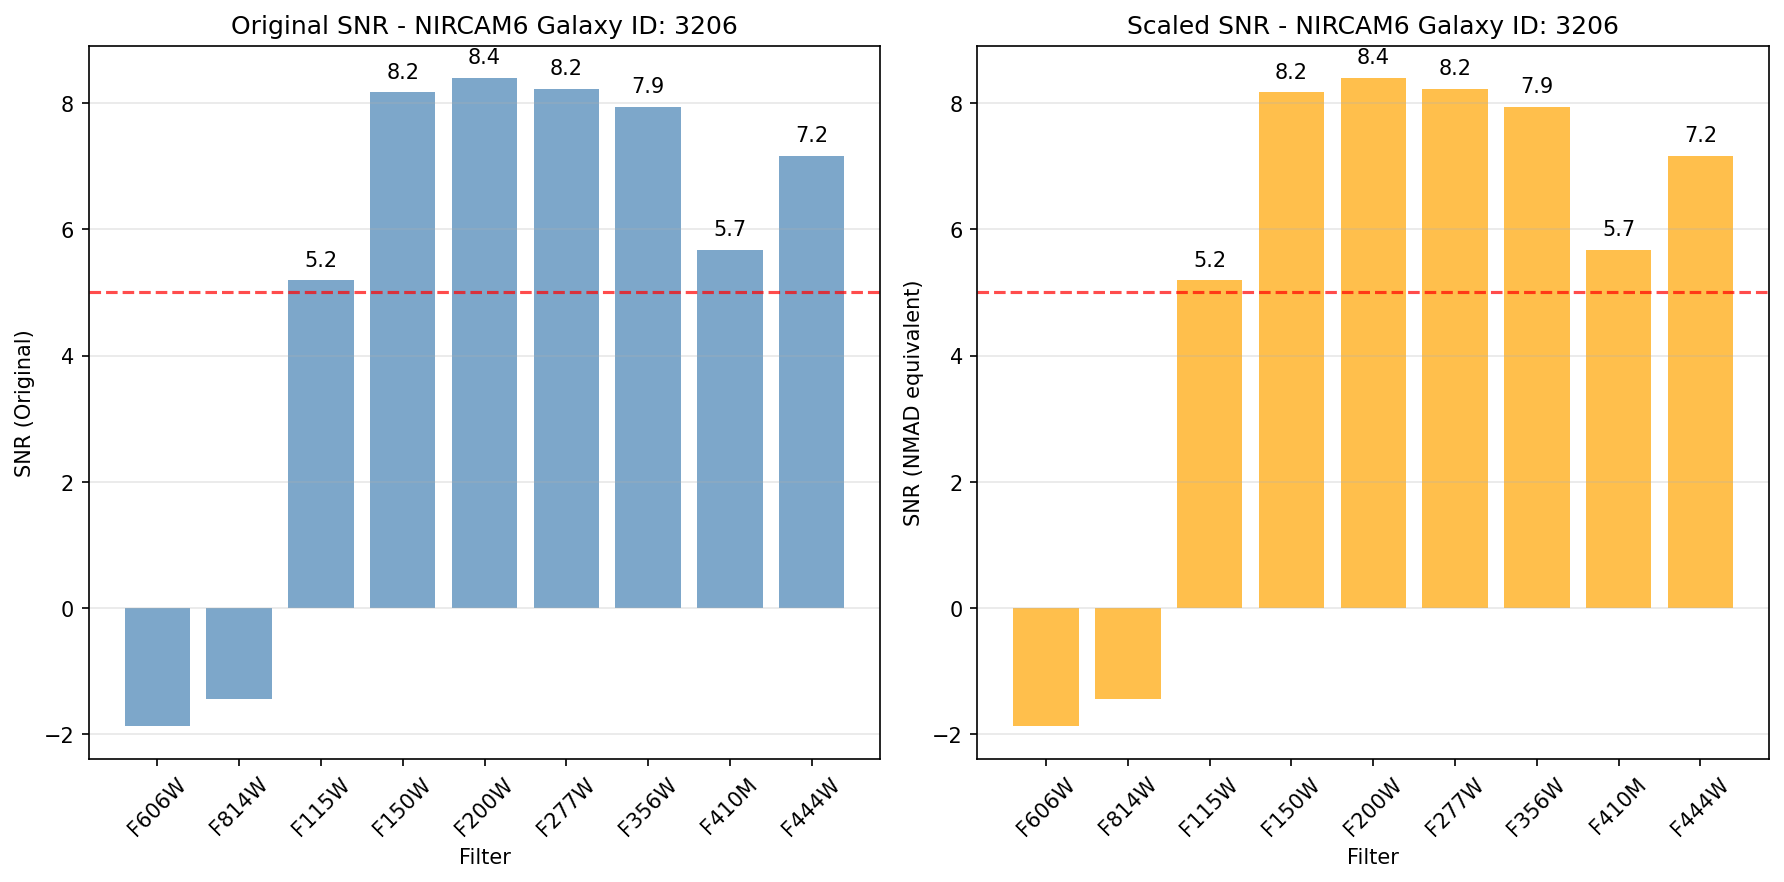 Original SNR - NIRCAM6 Galaxy ID: 3206
SNR (Original)
8
6
4
2
0
−2
5.2
8.2
8.4
8.2
7.9
5.7
7.2
F606W
F814W
F115W
F150W
F200W
F277W
F356W
F410M
F444W
Filter
Scaled SNR - NIRCAM6 Galaxy ID: 3206
SNR (NMAD equivalent)
8
6
4
2
0
−2
5.2
8.2
8.4
8.2
7.9
5.7
7.2
F606W
F814W
F115W
F150W
F200W
F277W
F356W
F410M
F444W
Filter